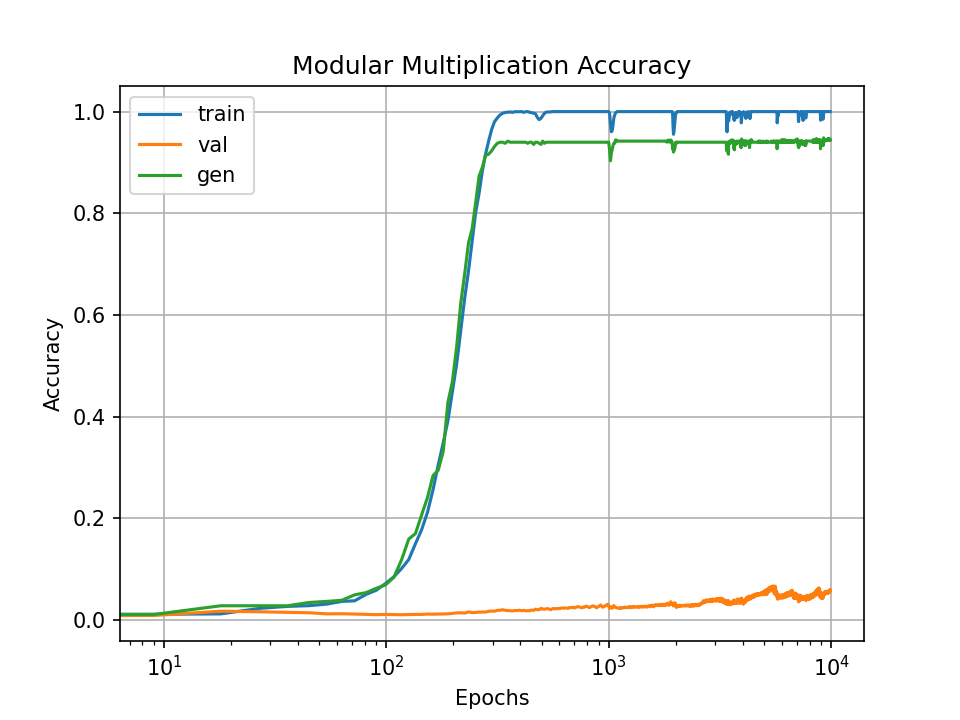 Modular Multiplication Accuracy
train
val
gen
1.0
0.8
0.6
0.4
0.2
0.0
Accuracy
10¹ 10² 10³ 10⁴
Epochs